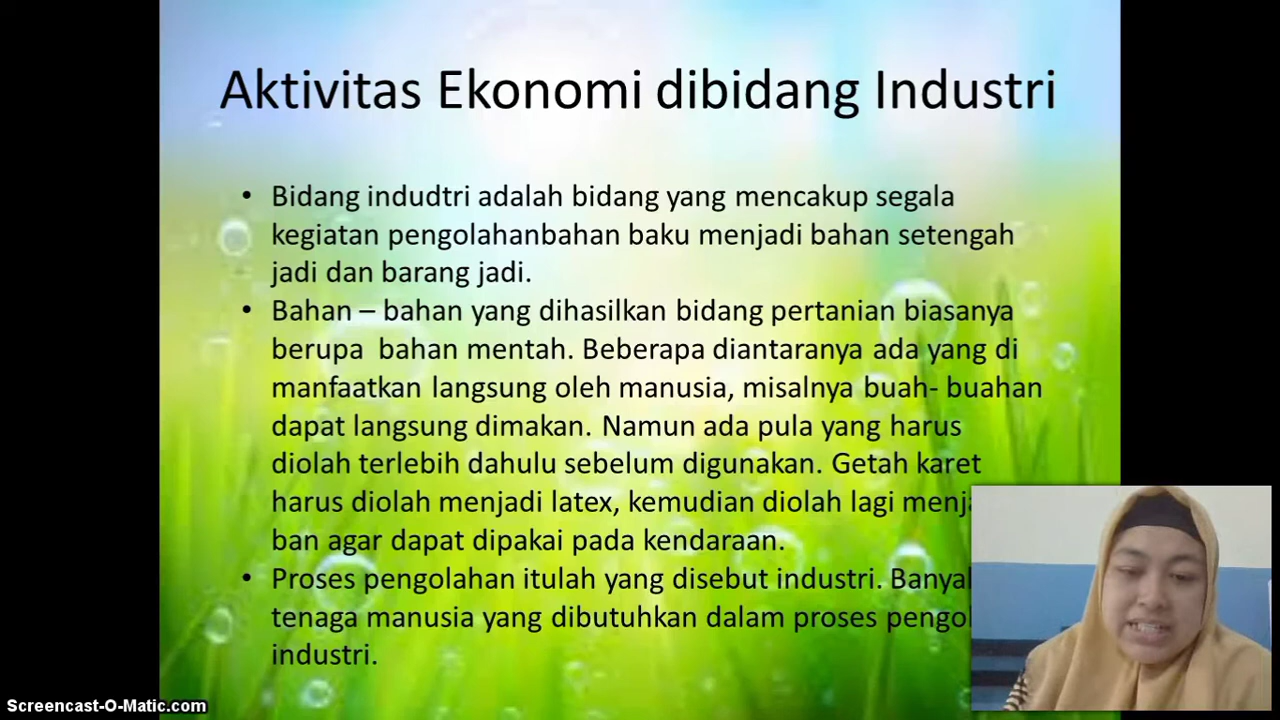 Aktivitas Ekonomi dibidang Industri
• Bidang indudtri adalah bidang yang mencakup segala
kegiatan pengolahanbahan baku menjadi bahan setengah
jadi dan barang jadi.
• Bahan – bahan yang dihasilkan bidang pertanian biasanya
berupa  bahan mentah. Beberapa diantaranya ada yang di
manfaatkan langsung oleh manusia, misalnya buah- buahan
dapat langsung dimakan. Namun ada pula yang harus
diolah terlebih dahulu sebelum digunakan. Getah karet
harus diolah menjadi latex, kemudian diolah lagi
ban agar dapat dipakai pada kendaraan.
• Proses pengolahan itulah yang disebut industri.
tenaga manusia yang dibutuhkan dalam proses
industri.
Screencast-O-Matic.com